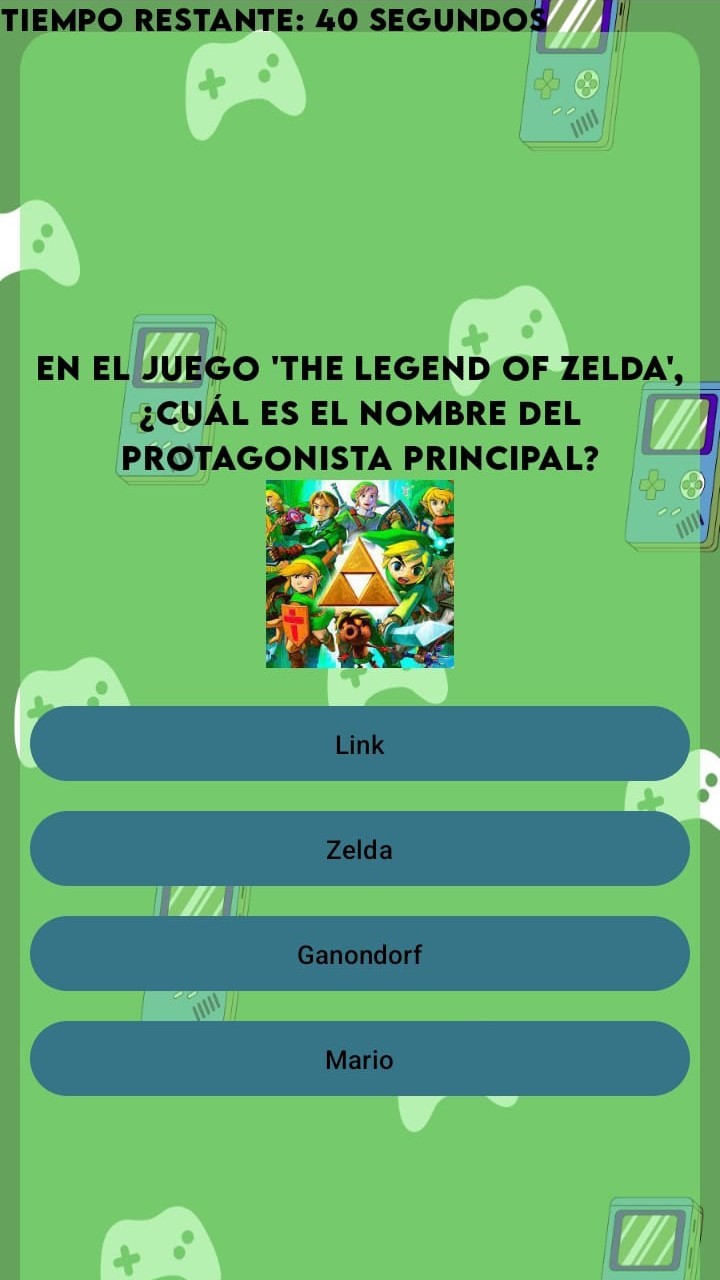 TIEMPO RESTANTE: 40 SEGUNDOS
EN EL JUEGO 'THE LEGEND OF ZELDA',
¿CUÁL ES EL NOMBRE DEL
PROTAGONISTA PRINCIPAL?
Link
Zelda
Ganondorf
Mario